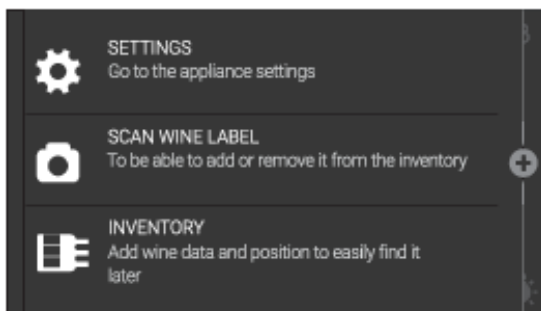 SETTINGS
Go to the appliance settings
SCAN WINE LABEL
To be able to add or remove it from the inventory
INVENTORY
Add wine data and position to easily find it
later